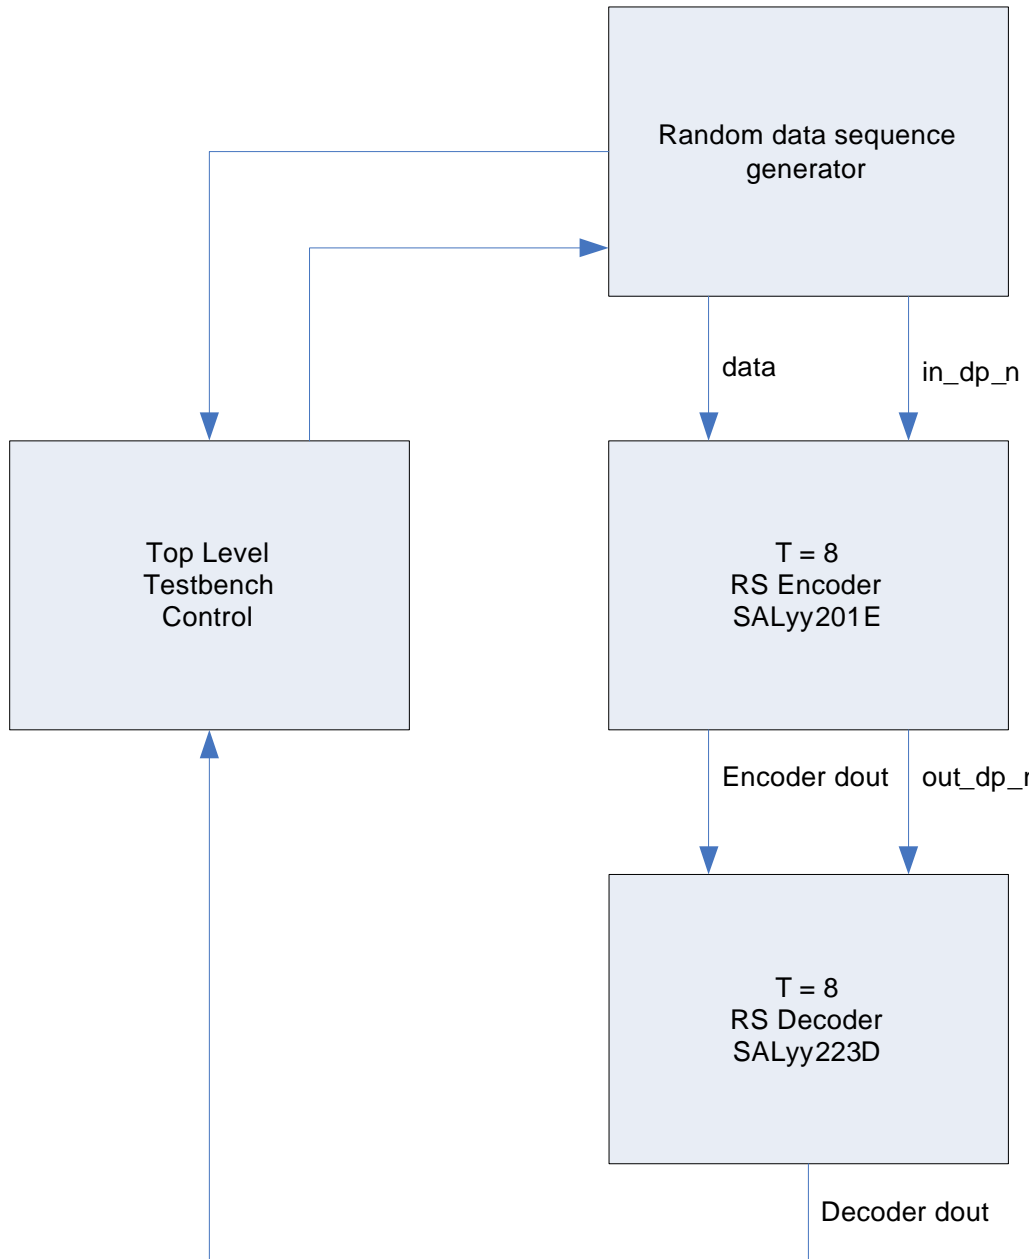 Random data sequence
generator
data
in_dp_n
Top Level
Testbench
Control
T = 8
RS Encoder
SALyy201E
Encoder dout
T = 8
RS Decoder
SALyy223D
Decoder dout